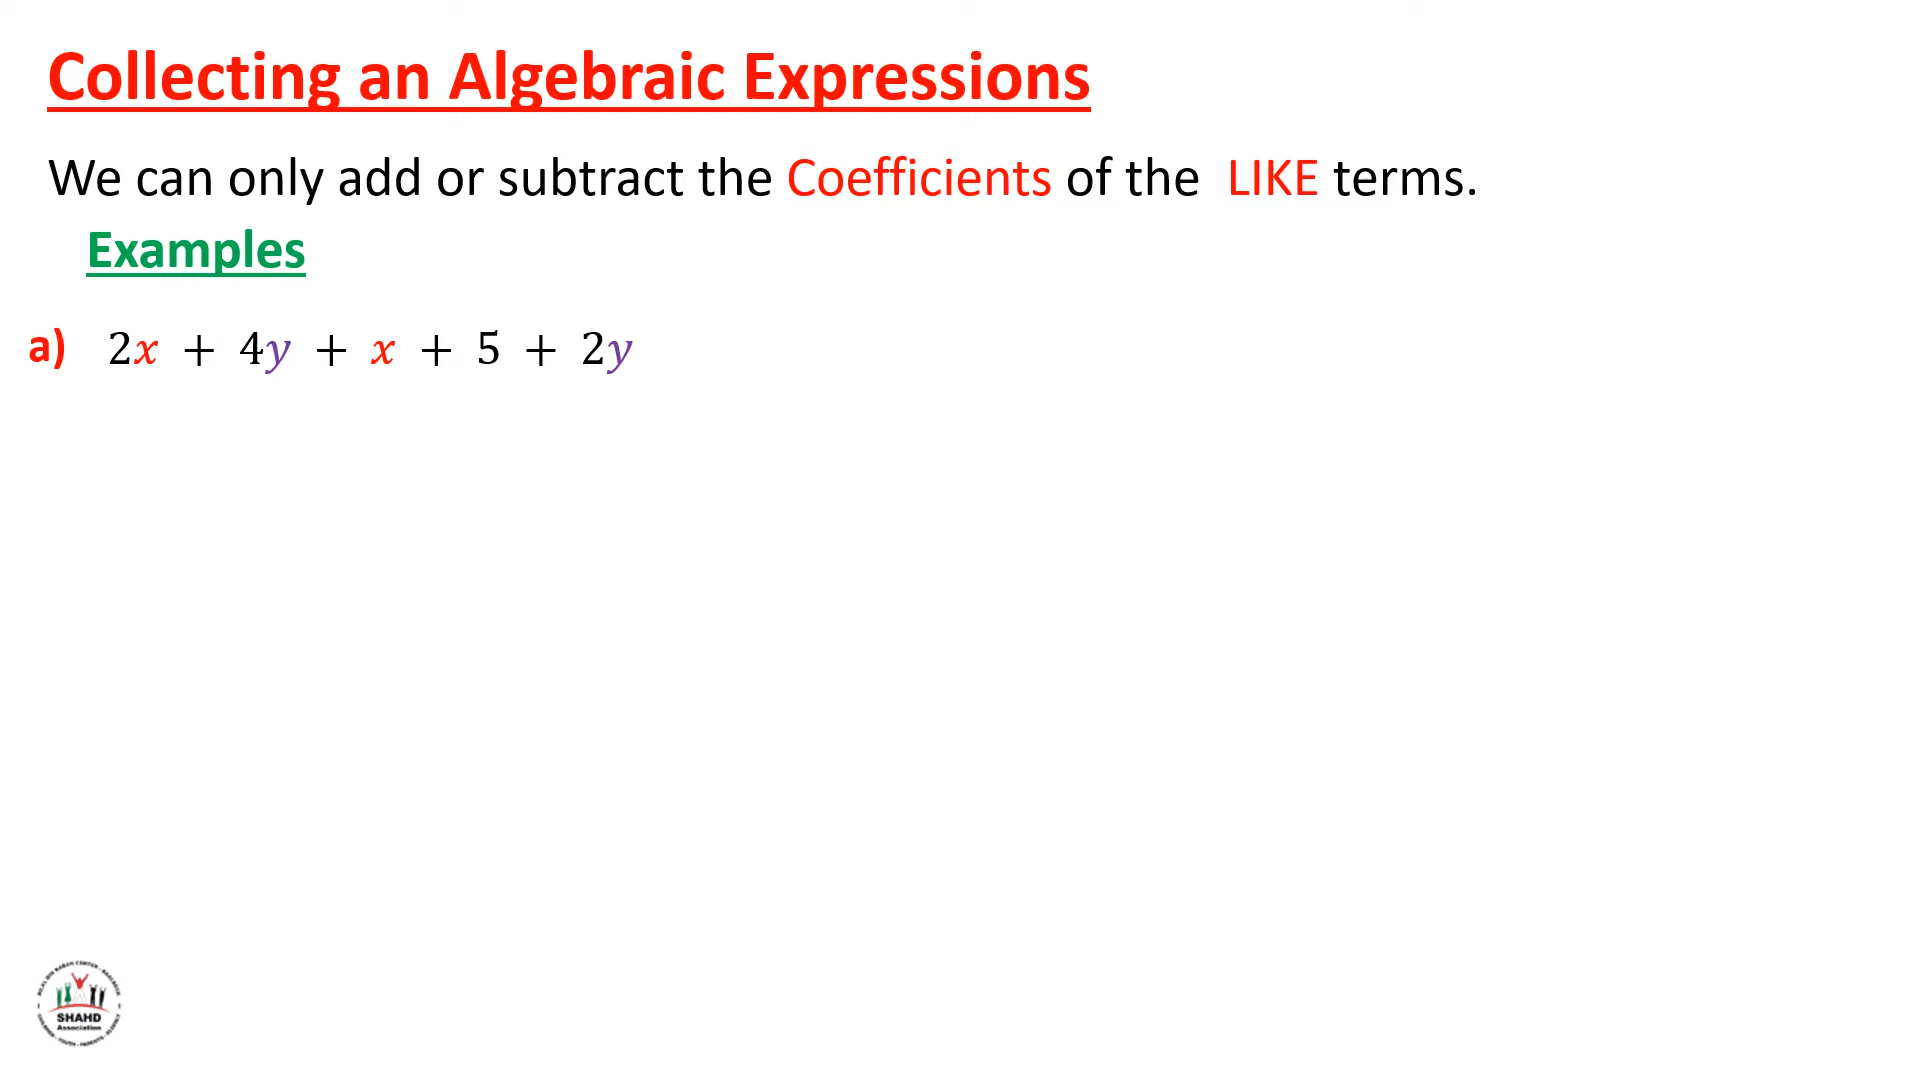 Collecting an Algebraic Expressions
We can only add or subtract the Coefficients of the LIKE terms.
Examples
a) 2x + 4y + x + 5 + 2y
SHAHD
Association